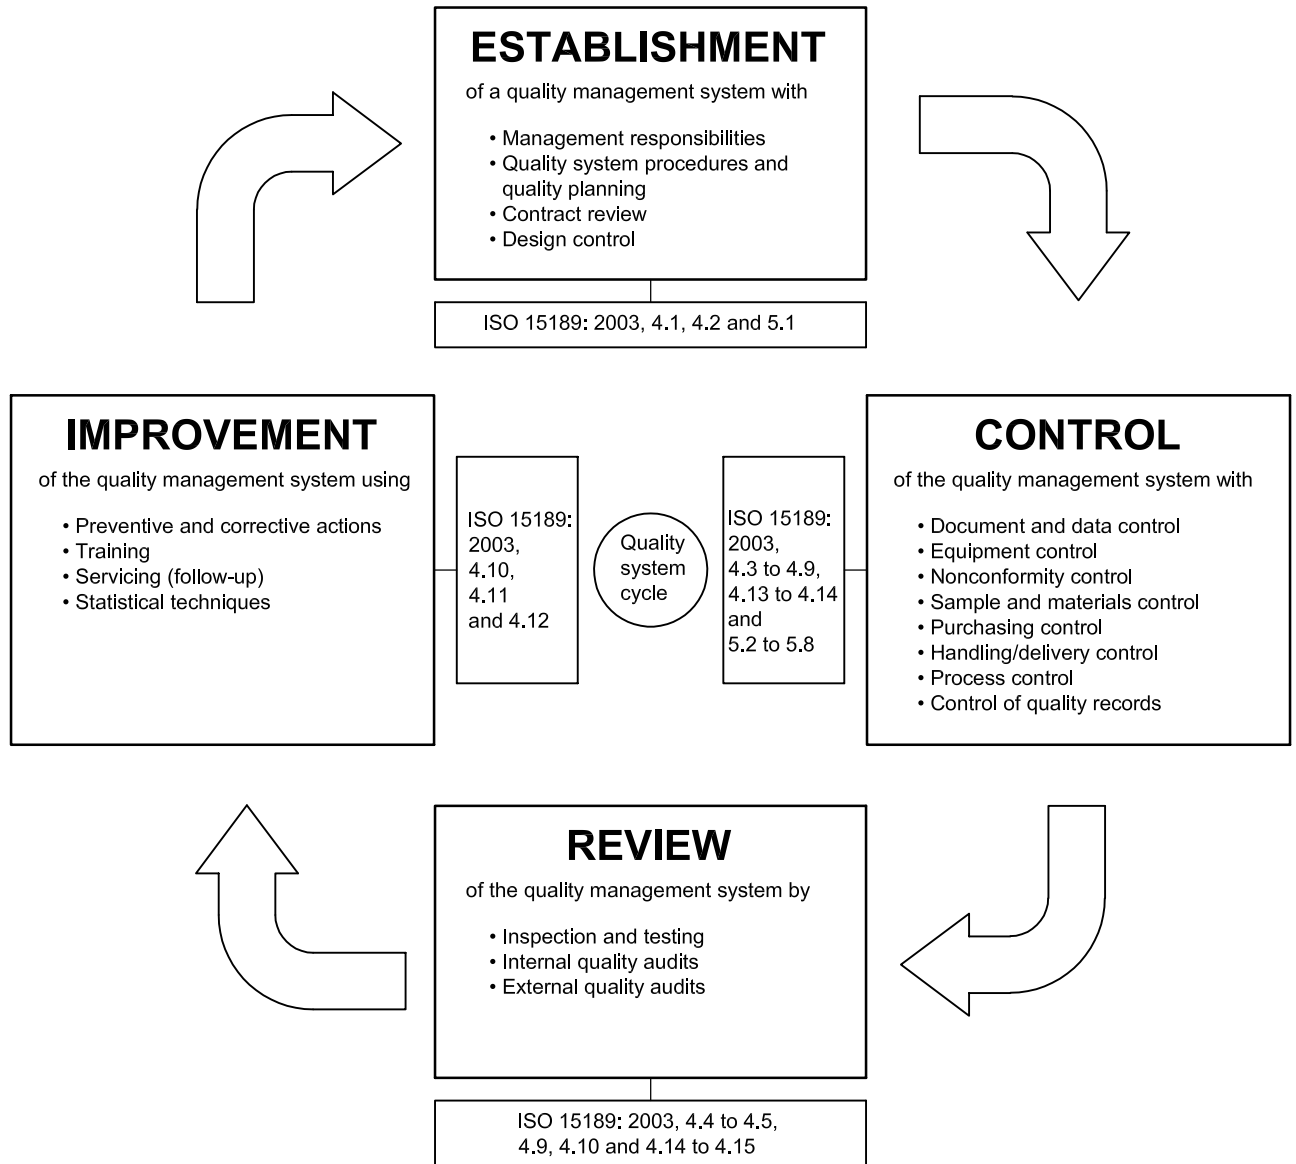 ESTABLISHMENT
of a quality management system with
• Management responsibilities
• Quality system procedures and
quality planning
• Contract review
• Design control
ISO 15189: 2003, 4.1, 4.2 and 5.1
IMPROVEMENT
of the quality management system using
• Preventive and corrective actions
• Training
• Servicing (follow-up)
• Statistical techniques
ISO 15189:
2003,
4.10,
4.11
and 4.12
Quality
system
cycle
ISO 15189:
2003,
4.3 to 4.9,
4.13 to 4.14
and
5.2 to 5.8
CONTROL
of the quality management system with
• Document and data control
• Equipment control
• Nonconformity control
• Sample and materials control
• Purchasing control
• Handling/delivery control
• Process control
• Control of quality records
REVIEW
of the quality management system by
• Inspection and testing
• Internal quality audits
• External quality audits
ISO 15189: 2003, 4.4 to 4.5,
4.9, 4.10 and 4.14 to 4.15